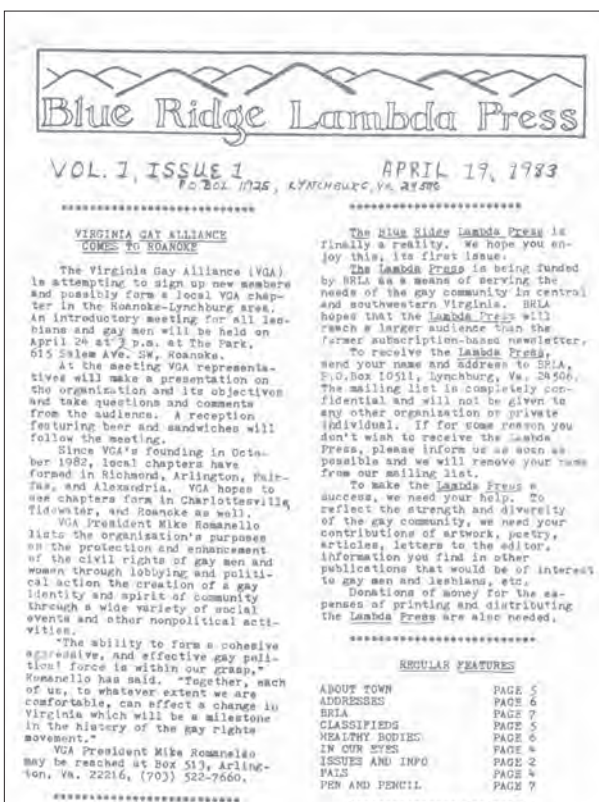 Blue Ridge Lambda Press
VOL. 1, ISSUE 1
APRIL 19, 1983
P.O. BOX 11925, LYNCHBURG, VA. 24506
***************************
VIRGINIA GAY ALLIANCE
COMES TO ROANOKE
The Virginia Gay Alliance (VGA)
is attempting to sign up new members
and possibly form a local VGA chap-
ter in the Roanoke-Lynchburg area.
An introductory meeting for all les-
bians and gay men will be held on
April 24 at 3 p.m. at The Park,
615 Salem Ave. SW, Roanoke.
At the meeting VGA representa-
tives will make a presentation on
the organization and its objectives
and take questions and comments
from the audience. A reception
featuring beer and sandwiches will
follow the meeting.
Since VGA's founding in Octo-
ber 1982, local chapters have
formed in Richmond, Arlington, Fair-
fax, and Alexandria. VGA hopes to
see chapters form in Charlottesville,
Tidewater, and Roanoke as well.
VGA President Mike Romanello
lists the organization's purposes
as the protection and enhancement
of the civil rights of gay men and
women through lobbying and politi-
cal action the creation of a gay
identity and spirit of community
through a wide variety of social
events and other nonpolitical acti-
vities.
"The ability to form a cohesive
aggressive, and effective gay poli-
tical force is within our grasp,"
Romanello has said. "Together, each
of us, to whatever extent we are
comfortable, can effect a change in
Virginia which will be a milestone
in the history of the gay rights
movement."
VGA President Mike Romanello
may be reached at Box 513, Arling-
ton, Va. 22216, (703) 522-7660.
***************************
***************************
The Blue Ridge Lambda Press is
finally a reality. We hope you en-
joy this, its first issue.
The Lambda Press is being funded
by BRLA as a means of serving the
needs of the gay community in central
and southwestern Virginia. BRLA
hopes that the Lambda Press will
reach a larger audience than the
former subscription-based newsletter.
To receive the Lambda Press,
send your name and address to BRLA,
P.O.Box 10511, Lynchburg, Va. 24506.
The mailing list is completely con-
fidential and will not be given to
any other organization or private
individual. If for some reason you
don't wish to receive the Lambda
Press, please inform us as soon as
possible and we will remove your name
from our mailing list.
To make the Lambda Press a
success, we need your help. To
reflect the strength and diversity
of the gay community, we need your
contributions of artwork, poetry,
articles, letters to the editor,
information you find in other
publications that would be of interest
to gay men and lesbians, etc.
Donations of money for the ex-
penses of printing and distributing
the Lambda Press are also needed.
***************************
REGULAR FEATURES
ABOUT TOWN PAGE 5
ADDRESSES PAGE 6
BRLA PAGE 7
CLASSIFIEDS PAGE 5
HEALTHY BODIES PAGE 6
IN OUR EYES PAGE 4
ISSUES AND INFO PAGE 2
PALS PAGE 4
PEN AND PENCIL PAGE 7